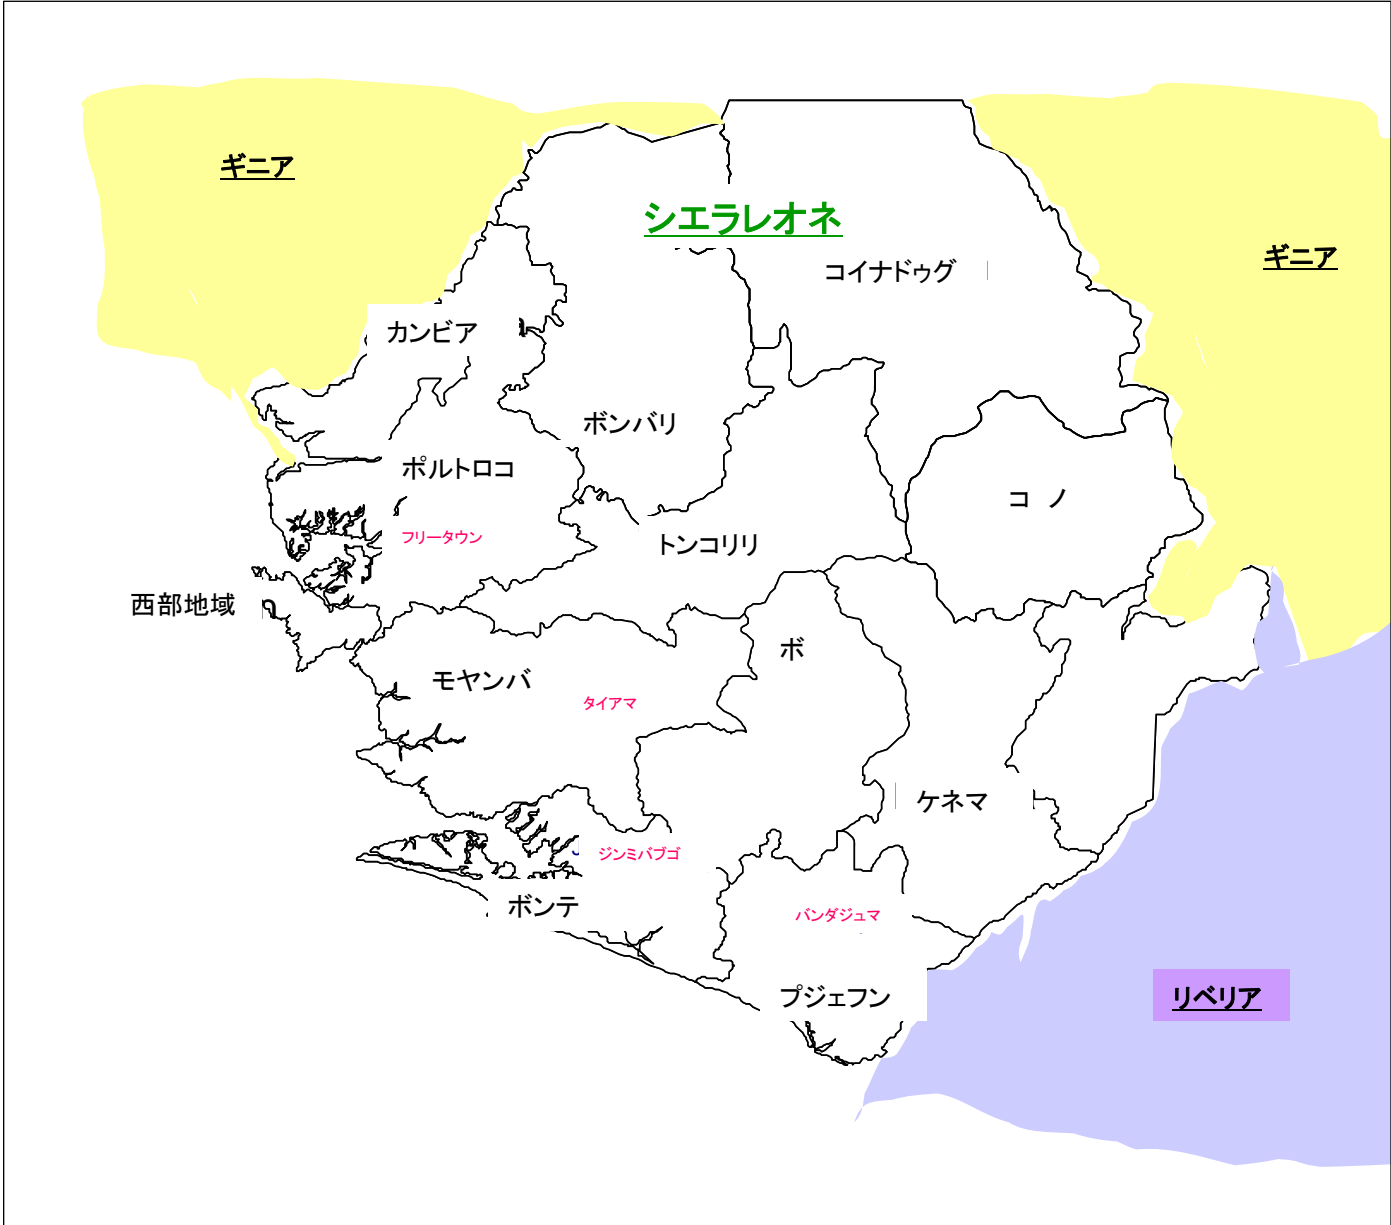 ギニア
シエラレオネ
ギニア
コイナドゥグ
カンビア
ボンバリ
ポルトロコ
コ ノ
フリータウン
トンコリリ
西部地域
ボ
モヤンバ
タイアマ
ケネマ
ジンミバブゴ
ボンテ
バンダジュマ
プジェフン
リベリア